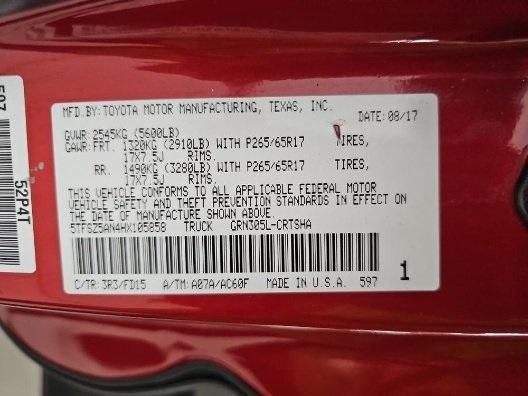 MFD.BY:TOYOTA MOTOR MANUFACTURING, TEXAS, INC.
DATE:08/17
GVWR:2545KG (5600LB)
GAWR:FRT. 1320KG (2910LB) WITH P265/65R17 TIRES,
17X7.5J RIMS.
RR. 1490KG (3280LB) WITH P265/65R17 TIRES,
17X7.5J RIMS.
THIS VEHICLE CONFORMS TO ALL APPLICABLE FEDERAL MOTOR
VEHICLE SAFETY AND THEFT PREVENTION STANDARDS IN EFFECT ON
THE DATE OF MANUFACTURE SHOWN ABOVE.
5TFSZ5AN4HX105858 TRUCK GRN305L-CRTSHA
C/TR:3R3/FD15 A/TM:A07A/AC60F MADE IN U.S.A. 597
1
597
52P4T